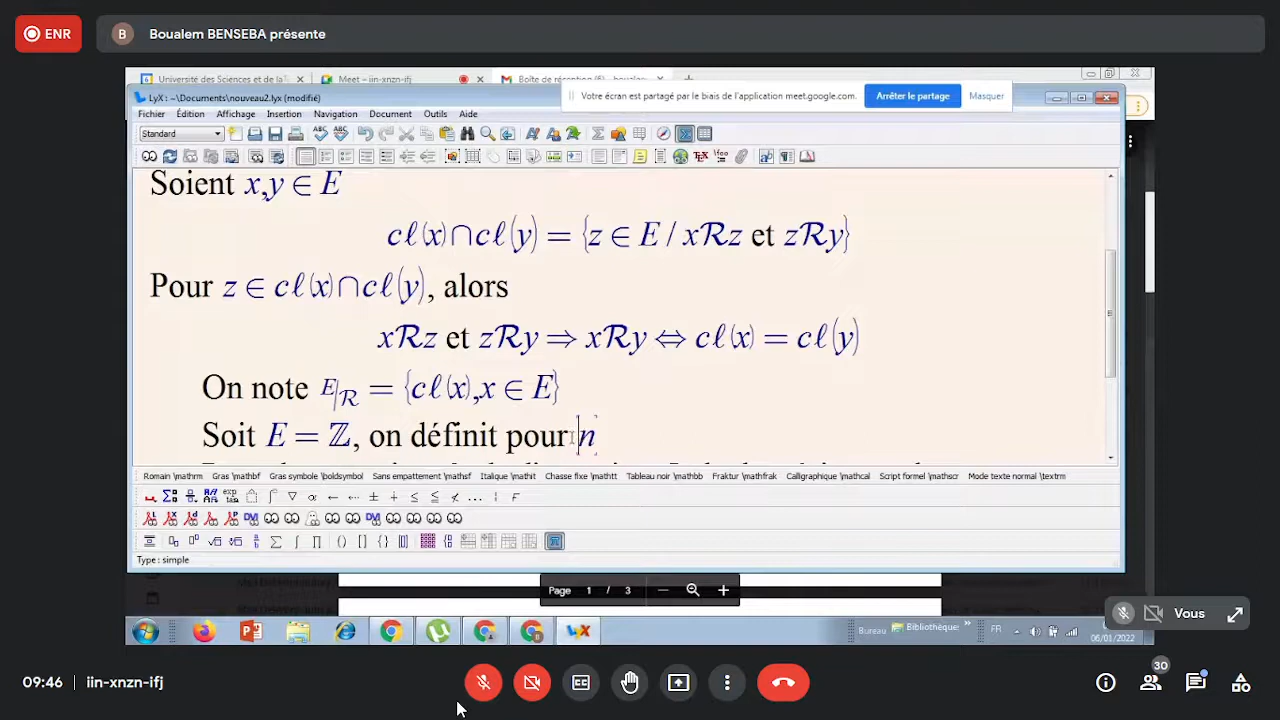 ENR
B Boualem BENSEBA présente
Université des Sciences et de la
Meet – iin-xnzn-ifj
Boîte de réception (6) - boualem
LyX : ~\Documents\nouveau2.lyx (modifié)
Votre écran est partagé par le biais de l'application meet.google.com.
Arrêter le partage
Masquer
Fichier Édition Affichage Insertion Navigation Document Outils Aide
Standard
Soient x,y ∈ E
cℓ(x)∩cℓ(y) = {z ∈ E / xℛz et zℛy}
Pour z ∈ cℓ(x)∩cℓ(y), alors
xℛz et zℛy ⇒ xℛy ⇔ cℓ(x) = cℓ(y)
On note E|ℛ = {cℓ(x),x ∈ E}
Soit E = ℤ, on définit pour n
Romain \mathrm Gras \mathbf Gras symbole \boldsymbol Sans empattement \mathsf Italique \mathit Chasse fixe \mathtt Tableau noir \mathbb Fraktur \mathfrak Calligraphique \mathcal Script formel \mathscr Mode texte normal \textrm
Type : simple
Page 1 / 3
Vous
Bureau Bibliothèques FR
06/01/2022
09:46 | iin-xnzn-ifj
30